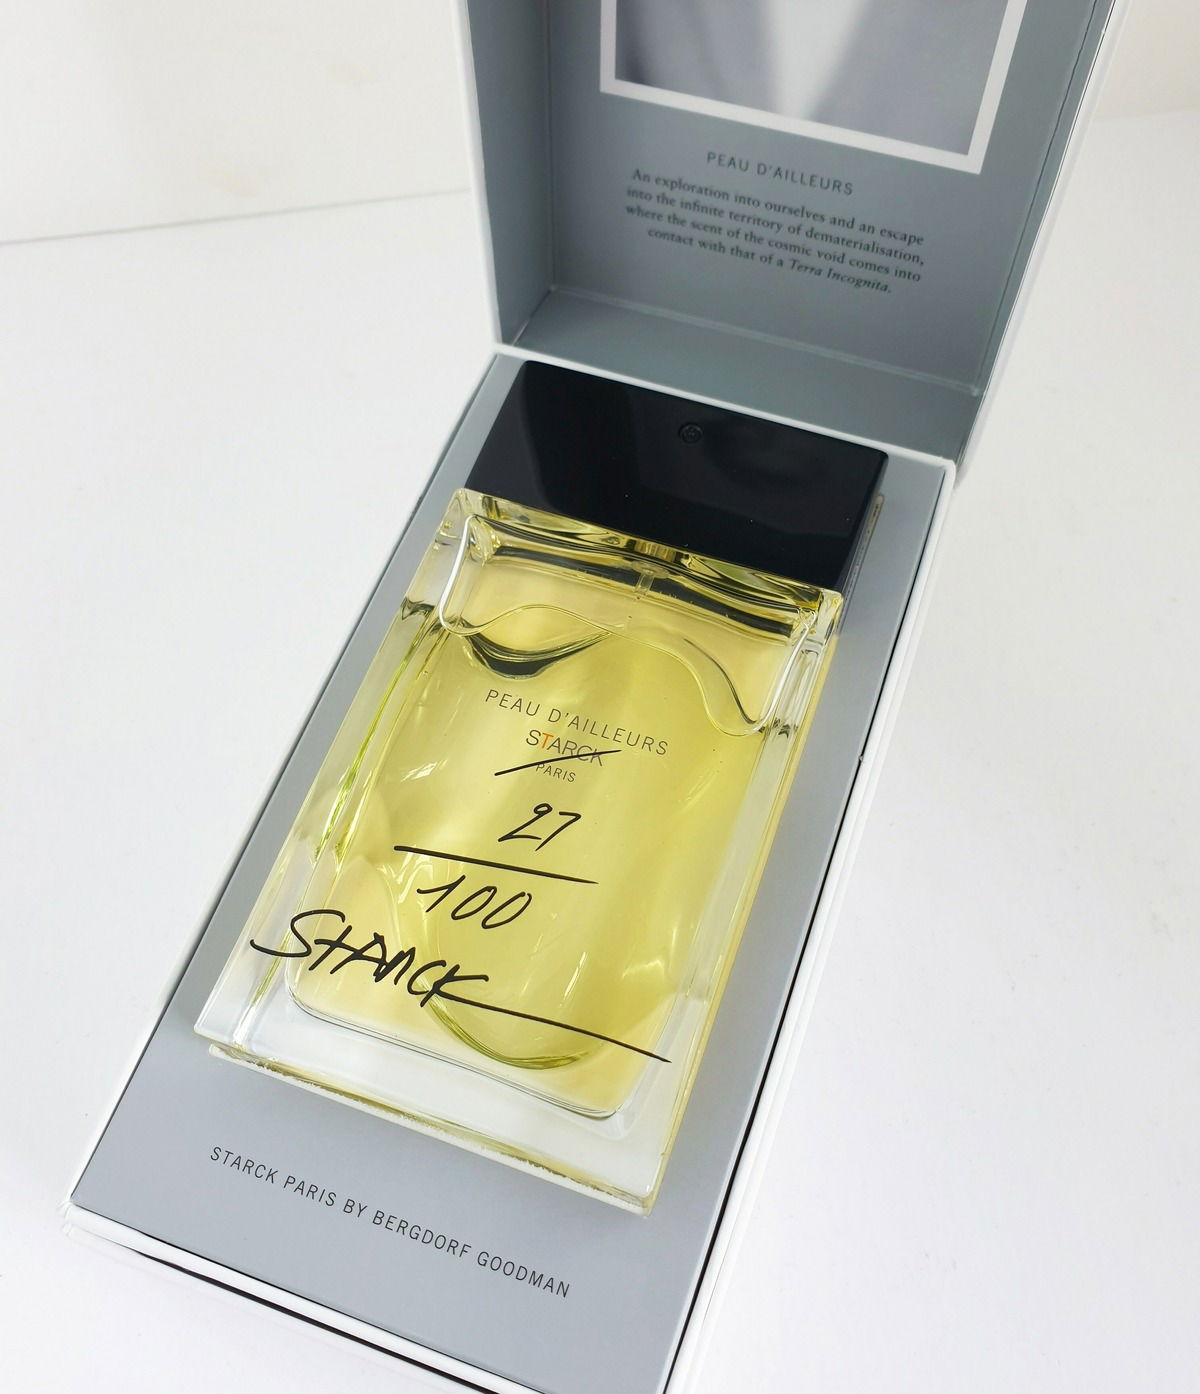 PEAU D'AILLEURS
An exploration into ourselves and an escape
into the infinite territory of dematerialisation,
where the scent of the cosmic void comes into
contact with that of a Terra Incognita.
PEAU D'AILLEURS
STARCK
PARIS
27
100
STARCK
STARCK PARIS BY BERGDORF GOODMAN